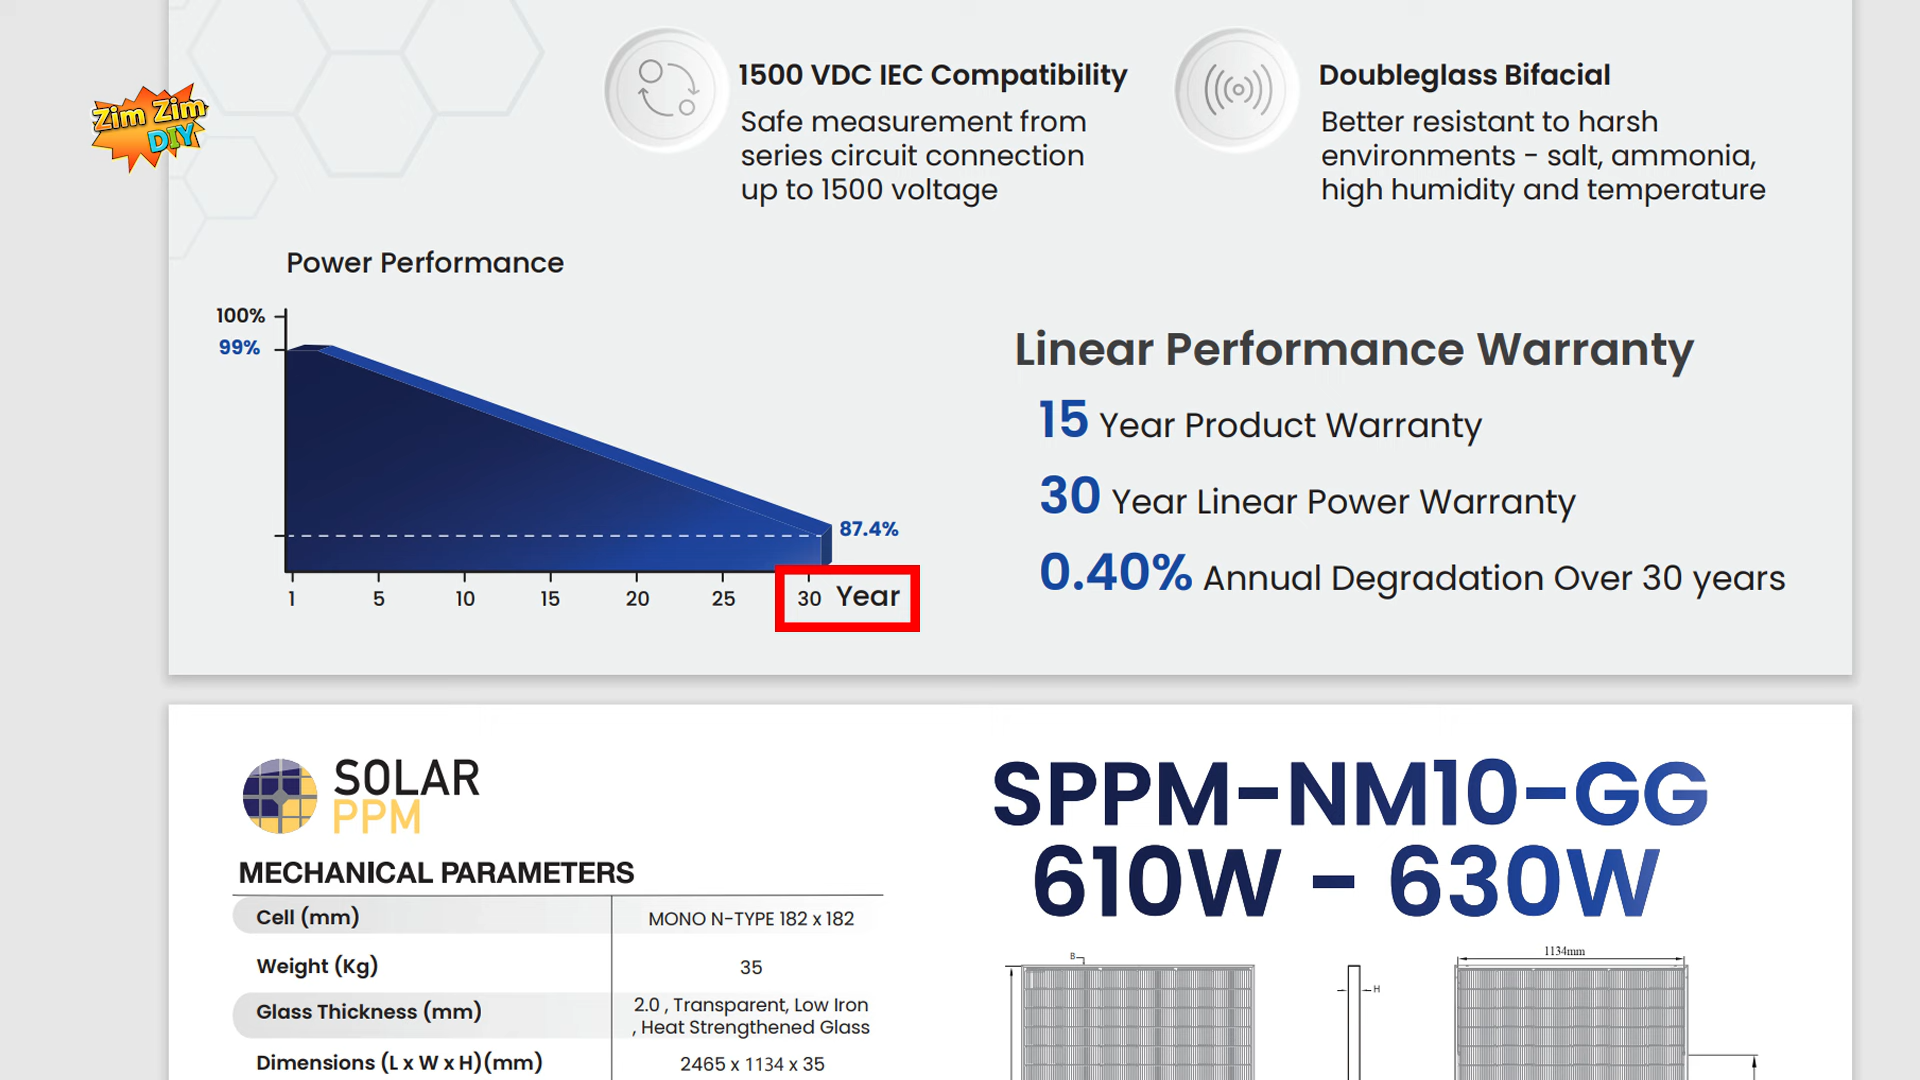 Zim Zim
DIY
1500 VDC IEC Compatibility
Safe measurement from
series circuit connection
up to 1500 voltage
Doubleglass Bifacial
Better resistant to harsh
environments - salt, ammonia,
high humidity and temperature
Power Performance
100%
99%
87.4%
1 5 10 15 20 25 30 Year
Linear Performance Warranty
15 Year Product Warranty
30 Year Linear Power Warranty
0.40% Annual Degradation Over 30 years
SOLAR
PPM
SPPM-NM10-GG
610W - 630W
MECHANICAL PARAMETERS
Cell (mm) MONO N-TYPE 182 x 182
Weight (Kg) 35
Glass Thickness (mm) 2.0 , Transparent, Low Iron
, Heat Strengthened Glass
Dimensions (L x W x H)(mm) 2465 x 1134 x 35
B
H
1134mm